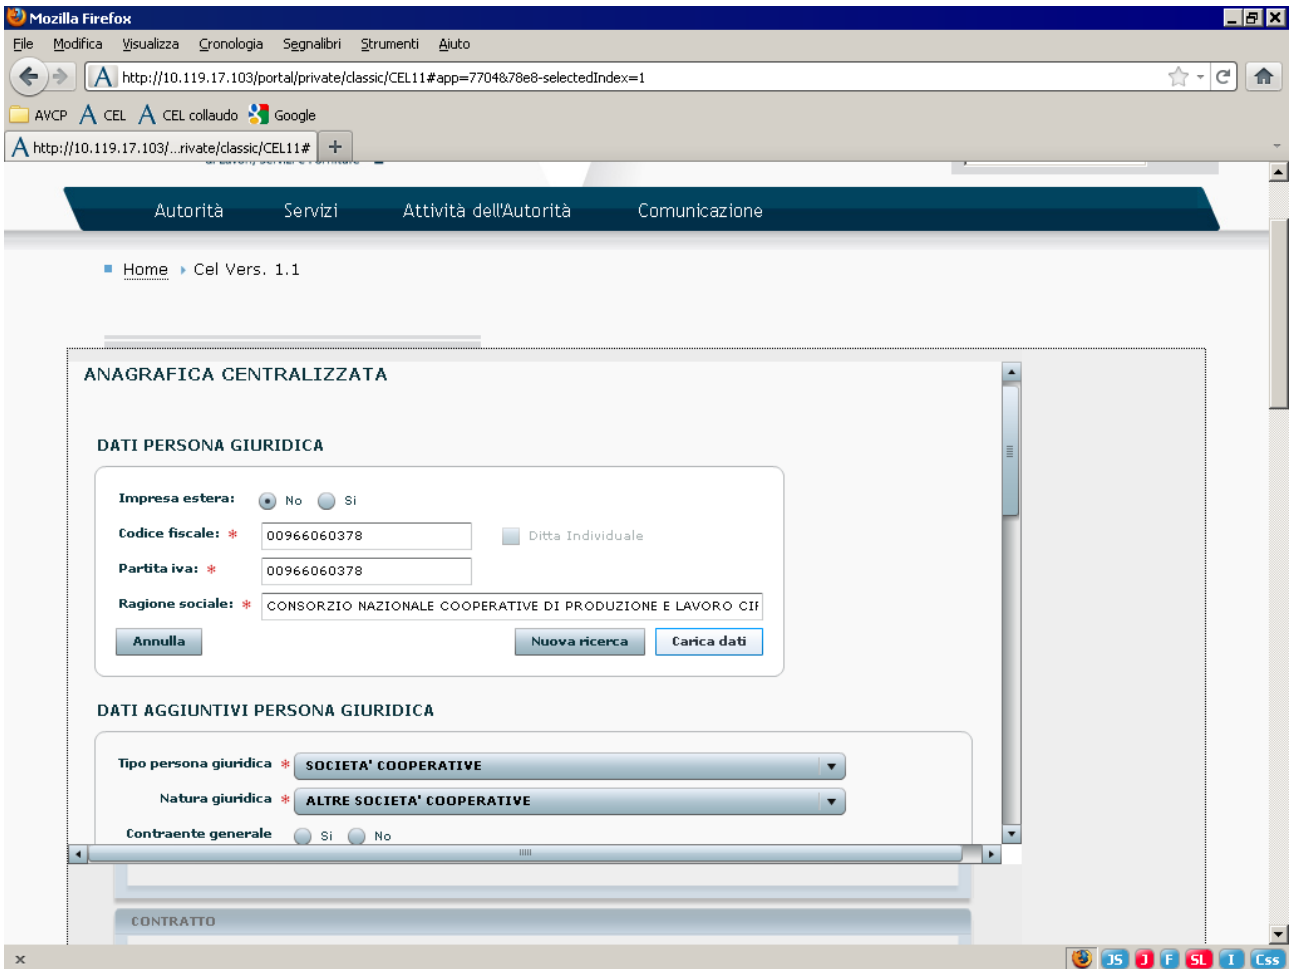 Mozilla Firefox
File Modifica Visualizza Cronologia Segnalibri Strumenti Aiuto
http://10.119.17.103/portal/private/classic/CEL11#app=7704&78e8-selectedIndex=1
AVCP CEL CEL collaudo Google
http://10.119.17.103/...rivate/classic/CEL11# +
Autorità Servizi Attività dell'Autorità Comunicazione
Home Cel Vers. 1.1
ANAGRAFICA CENTRALIZZATA
DATI PERSONA GIURIDICA
Impresa estera: No Si
Codice fiscale: * 00966060378 Ditta Individuale
Partita iva: * 00966060378
Ragione sociale: * CONSORZIO NAZIONALE COOPERATIVE DI PRODUZIONE E LAVORO
Annulla Nuova ricerca Carica dati
DATI AGGIUNTIVI PERSONA GIURIDICA
Tipo persona giuridica * SOCIETA' COOPERATIVE
Natura giuridica * ALTRE SOCIETA' COOPERATIVE
Contraente generale Si No
CONTRATTO
x JS J F SL I Css